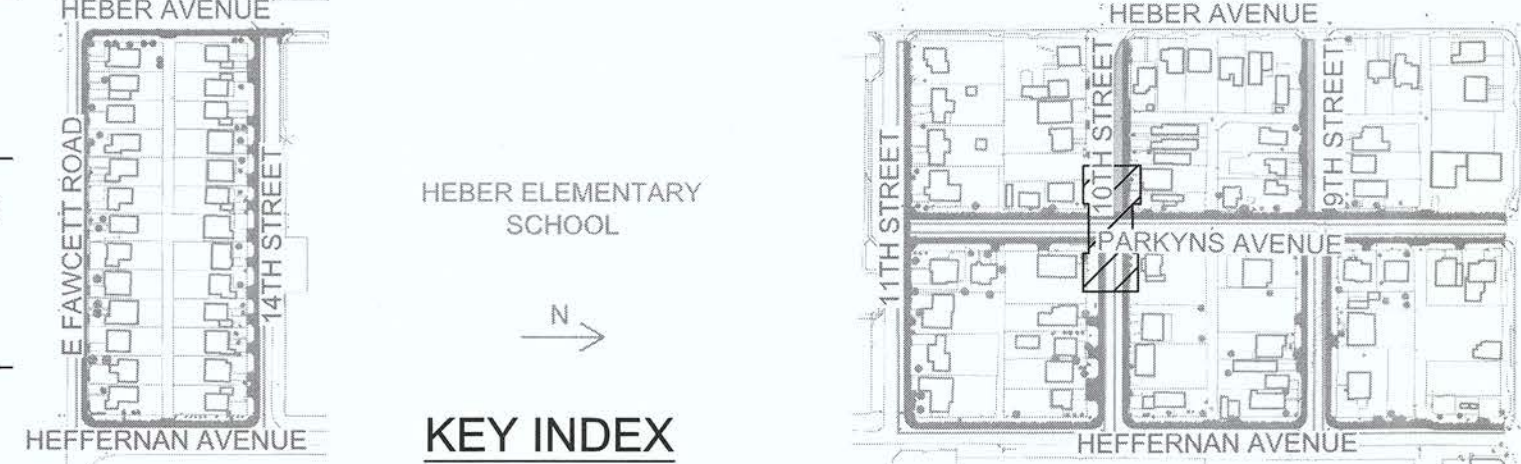 HEBER AVENUE
E FAWCETT ROAD
14TH STREET
HEFFERNAN AVENUE
HEBER ELEMENTARY
SCHOOL
N
KEY INDEX
HEBER AVENUE
11TH STREET
10TH STREET
9TH STREET
PARKYNS AVENUE
HEFFERNAN AVENUE